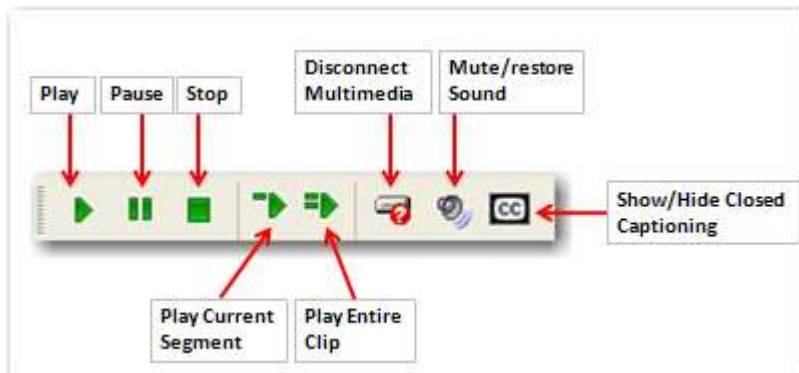 Disconnect
Multimedia
Mute/restore
Sound
Play
Pause
Stop
CC
Show/Hide Closed
Captioning
Play Current
Segment
Play Entire
Clip